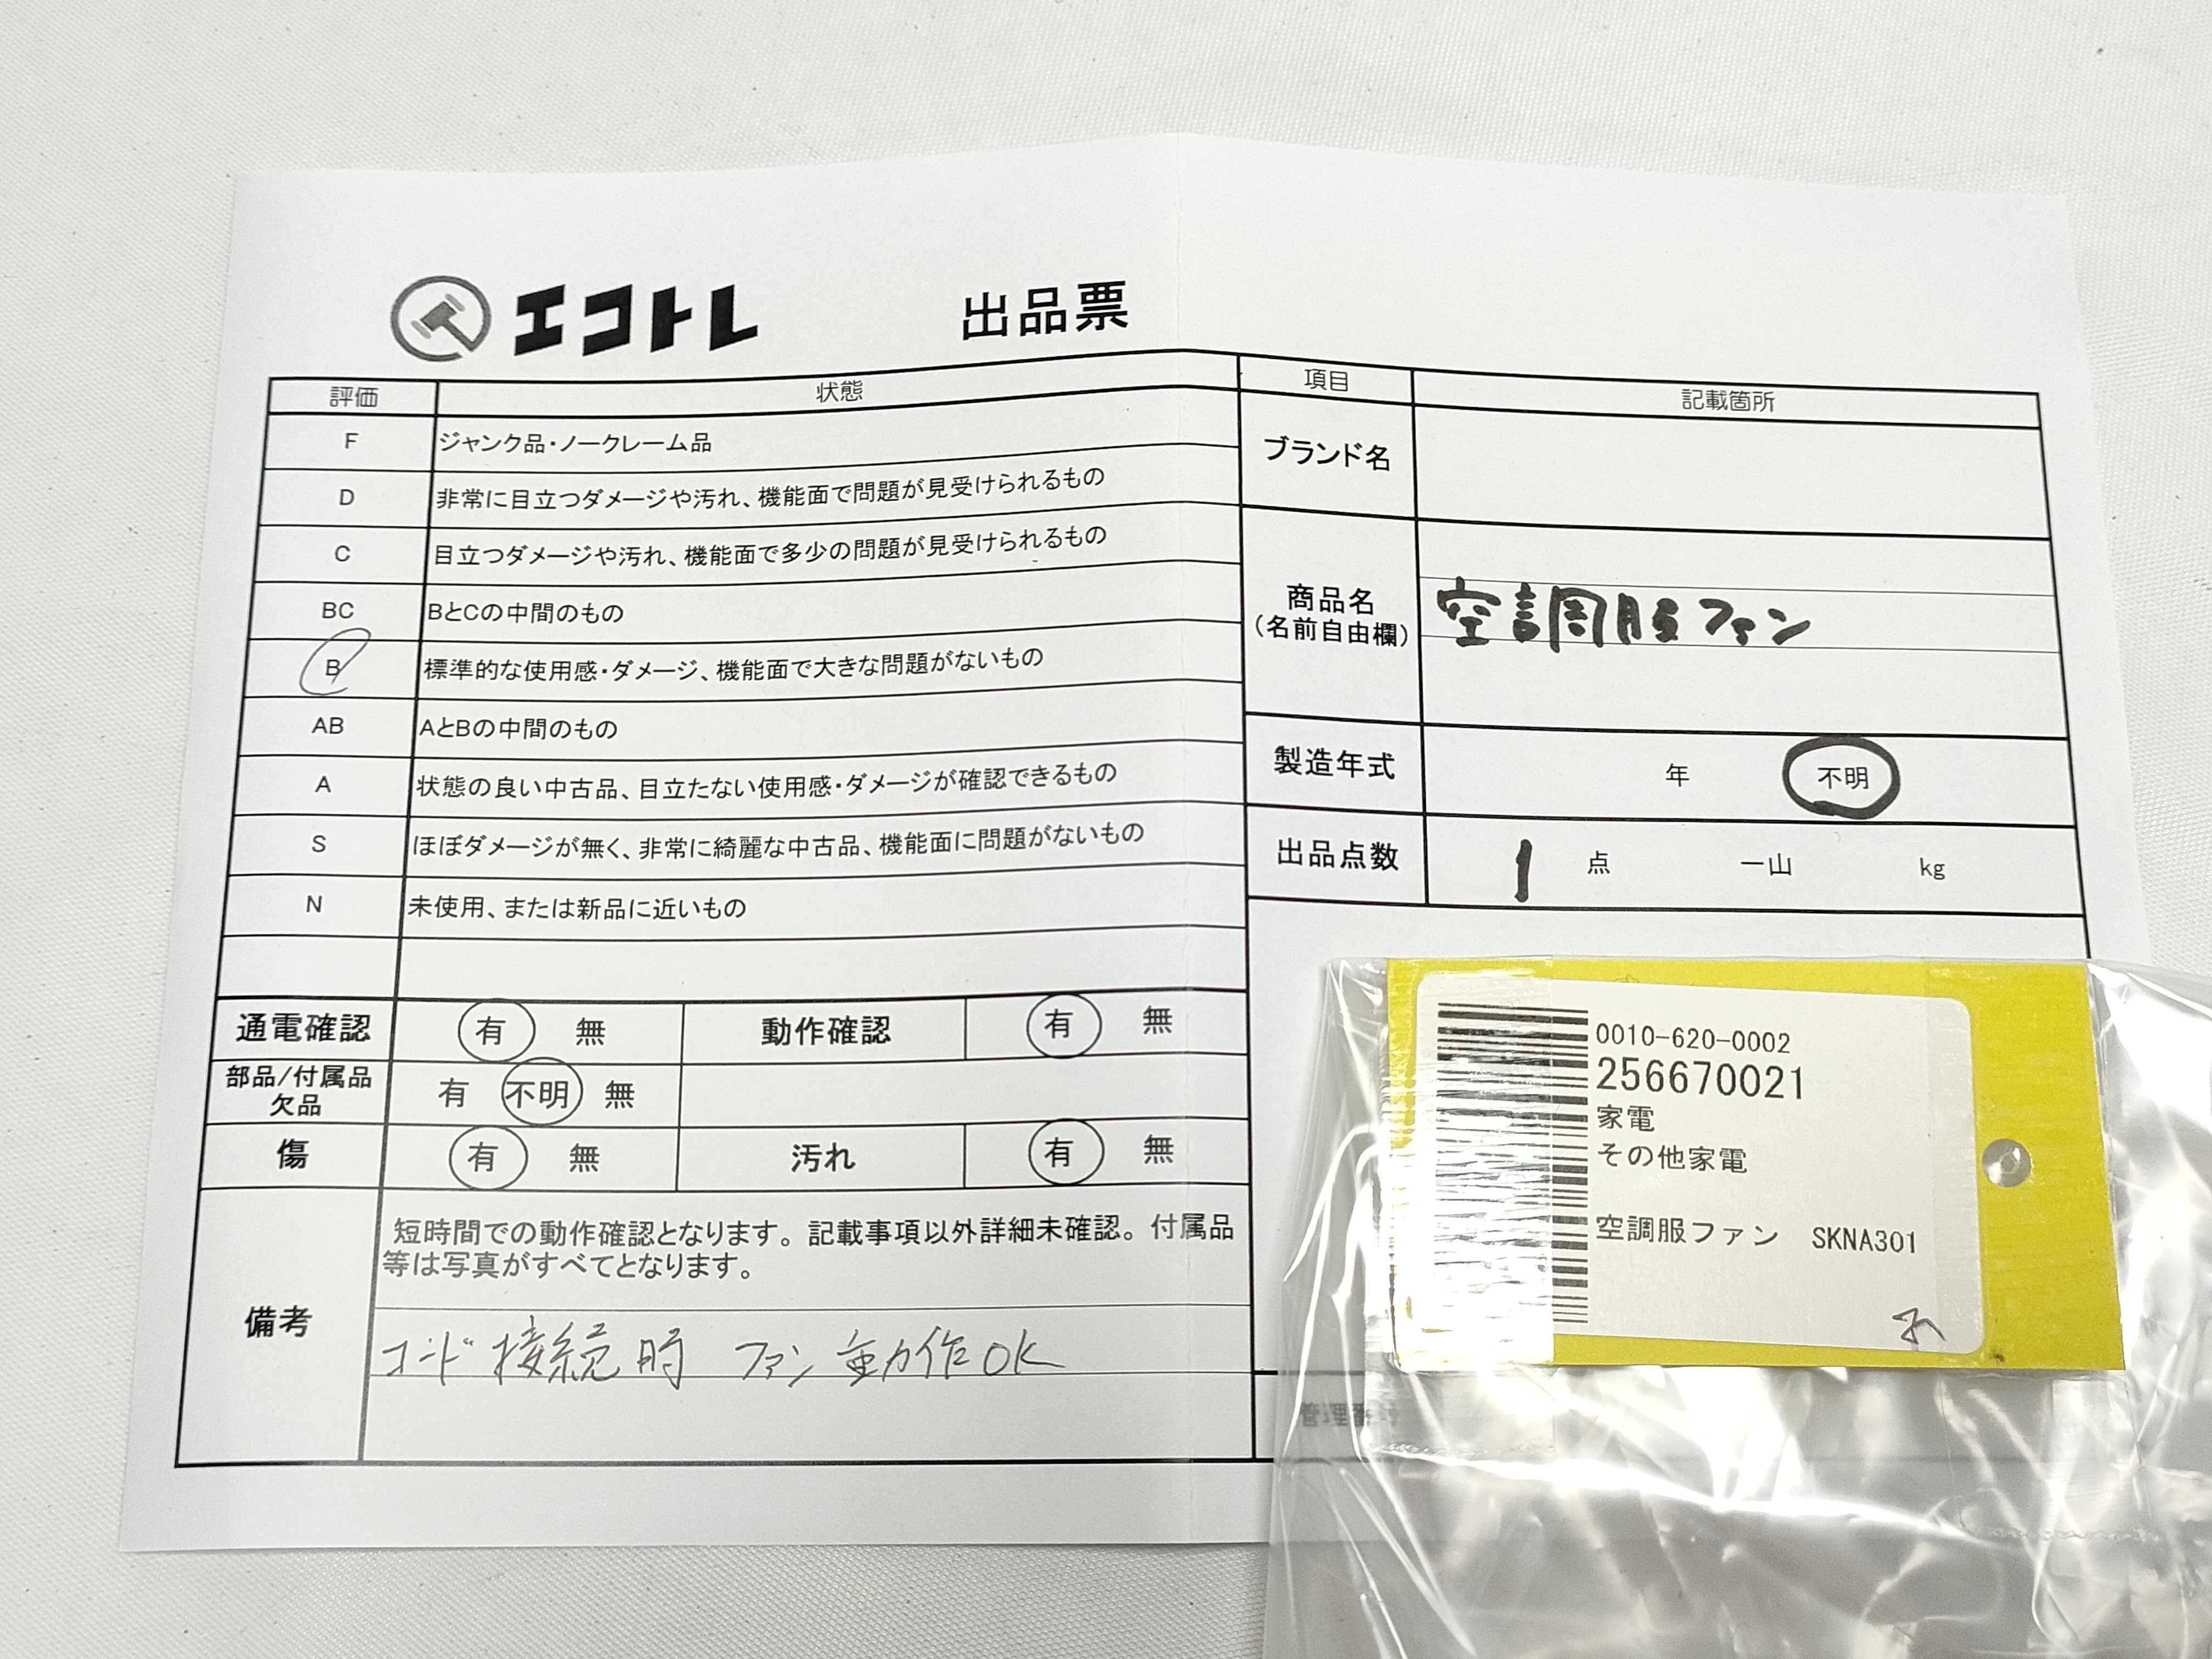 エコトレ 出品票
評価 状態
F ジャンク品・ノークレーム品
D 非常に目立つダメージや汚れ、機能面で問題が見受けられるもの
C 目立つダメージや汚れ、機能面で多少の問題が見受けられるもの
BC BとCの中間のもの
B 標準的な使用感・ダメージ、機能面で大きな問題がないもの
AB AとBの中間のもの
A 状態の良い中古品、目立たない使用感・ダメージが確認できるもの
S ほぼダメージが無く、非常に綺麗な中古品、機能面に問題がないもの
N 未使用、または新品に近いもの
通電確認 有 無 動作確認 有 無
部品/付属品
欠品 有 不明 無
傷 有 無 汚れ 有 無
備考
短時間での動作確認となります。記載事項以外詳細未確認。付属品
等は写真がすべてとなります。
コード接続時 ファン動作OK
項目 記載箇所
ブランド名
商品名
(名前自由欄)
空調服ファン
製造年式 年 不明
出品点数 1 点 一山 kg
管理番号
0010-620-0002
256670021
家電
その他家電
空調服ファン SKNA301